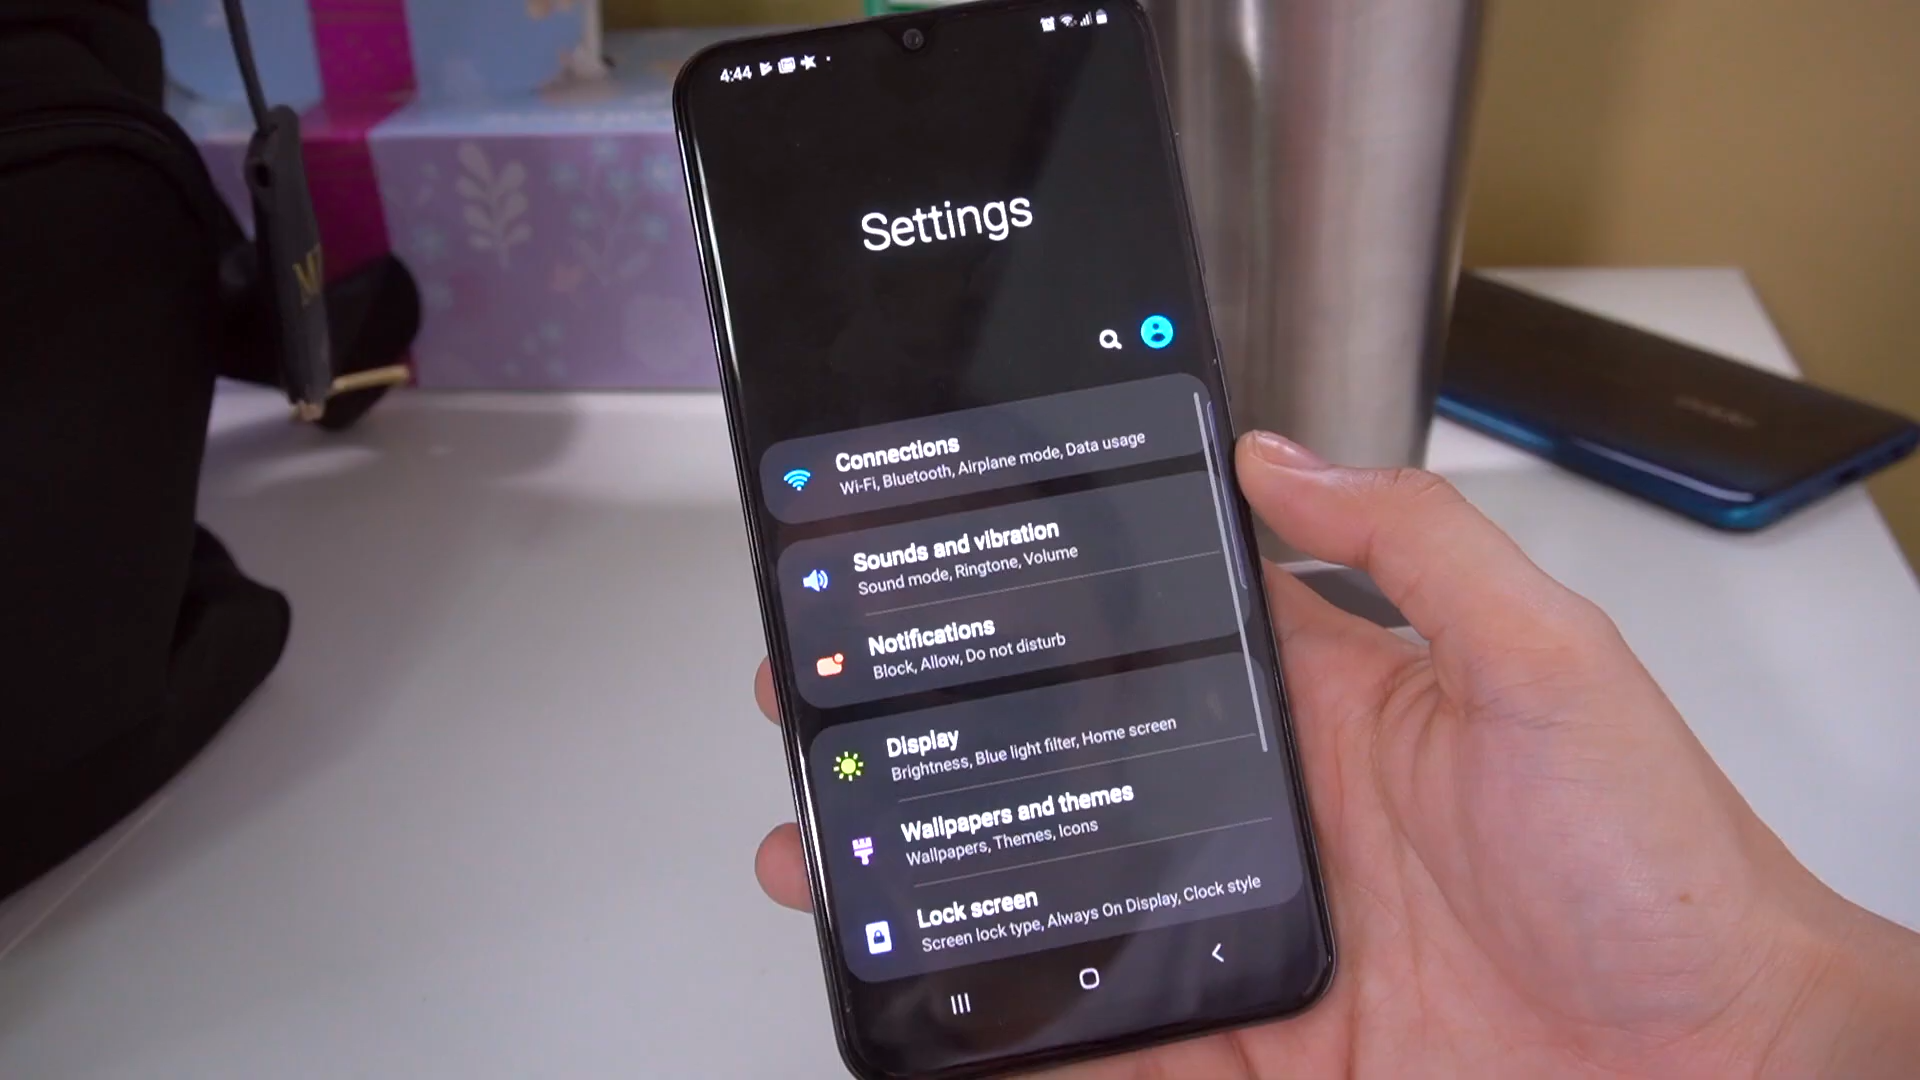 4:44
Settings
Connections
Wi-Fi, Bluetooth, Airplane mode, Data usage
Sounds and vibration
Sound mode, Ringtone, Volume
Notifications
Block, Allow, Do not disturb
Display
Brightness, Blue light filter, Home screen
Wallpapers and themes
Wallpapers, Themes, Icons
Lock screen
Screen lock type, Always On Display, Clock style